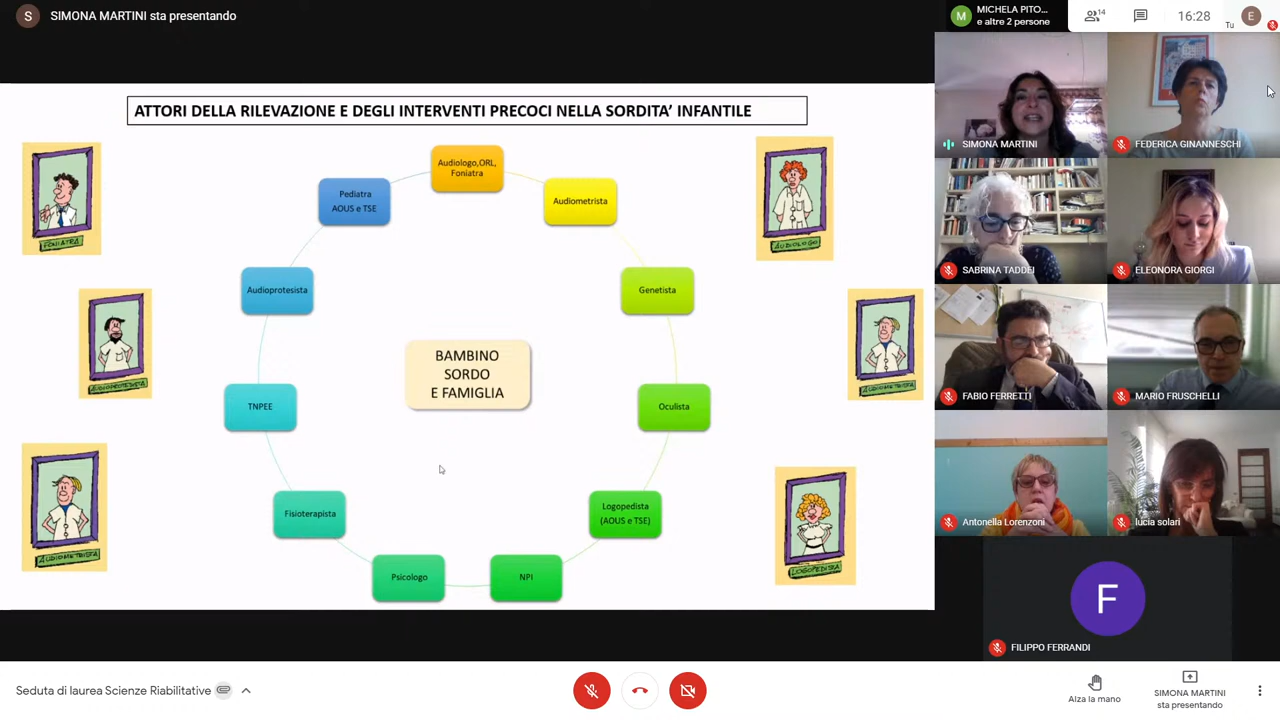 S
SIMONA MARTINI sta presentando
M
MICHELA PITO...
e altre 2 persone
14
16:28
Tu
E
ATTORI DELLA RILEVAZIONE E DEGLI INTERVENTI PRECOCI NELLA SORDITA’ INFANTILE
Audiologo,ORL,
Foniatra
Pediatra
AOUS e TSE
Audiometrista
FONIATRA
AUDIOLOGO
Audioprotesista
Genetista
BAMBINO
SORDO
E FAMIGLIA
AUDIOPROTESISTA
AUDIOMETRISTA
TNPEE
Oculista
Fisioterapista
Logopedista
(AOUS e TSE)
AUDIOMETRISTA
LOGOPEDISTA
Psicologo
NPI
SIMONA MARTINI
FEDERICA GINANNESCHI
SABRINA TADDEI
ELEONORA GIORGI
FABIO FERRETTI
MARIO FRUSCHELLI
Antonella Lorenzoni
lucia solari
F
FILIPPO FERRANDI
Seduta di laurea Scienze Riabilitative
Alza la mano
SIMONA MARTINI
sta presentando